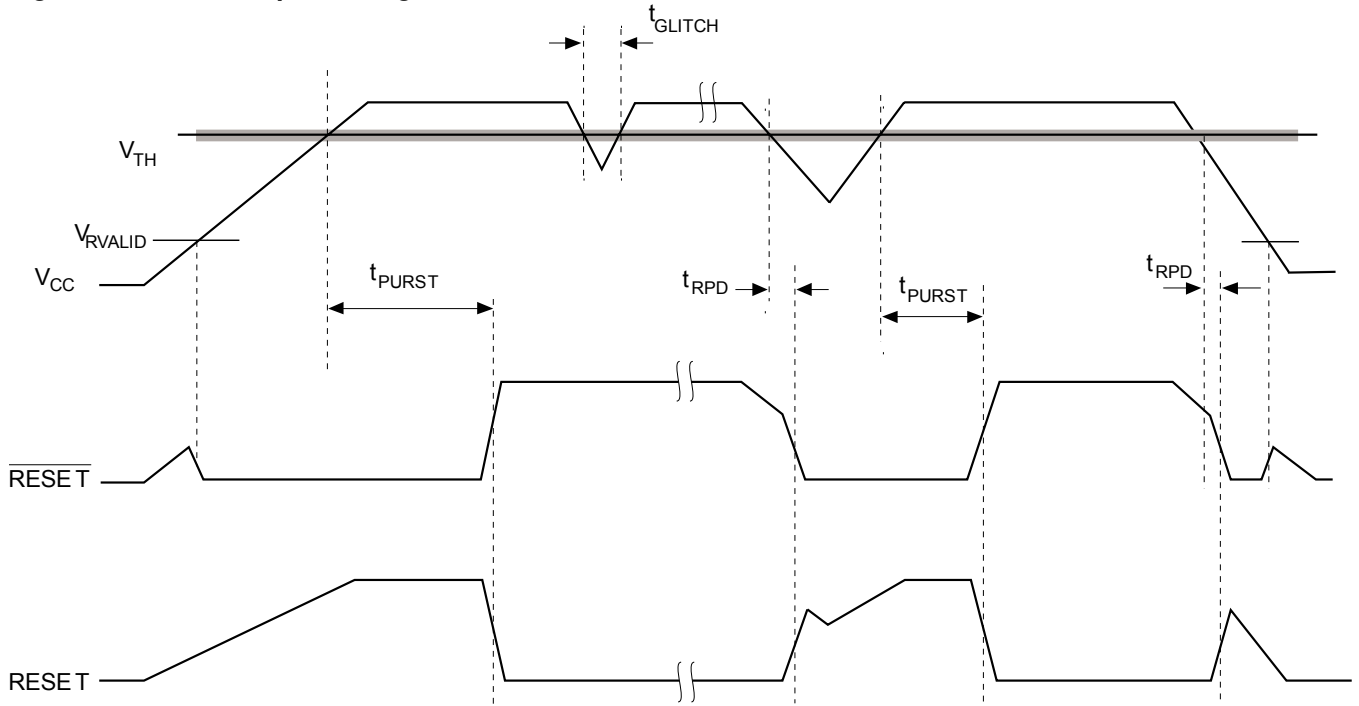 tGLITCH
VTH
VRVALID
VCC
tPURST
tRPD
tPURST
tRPD
RESET
RESET